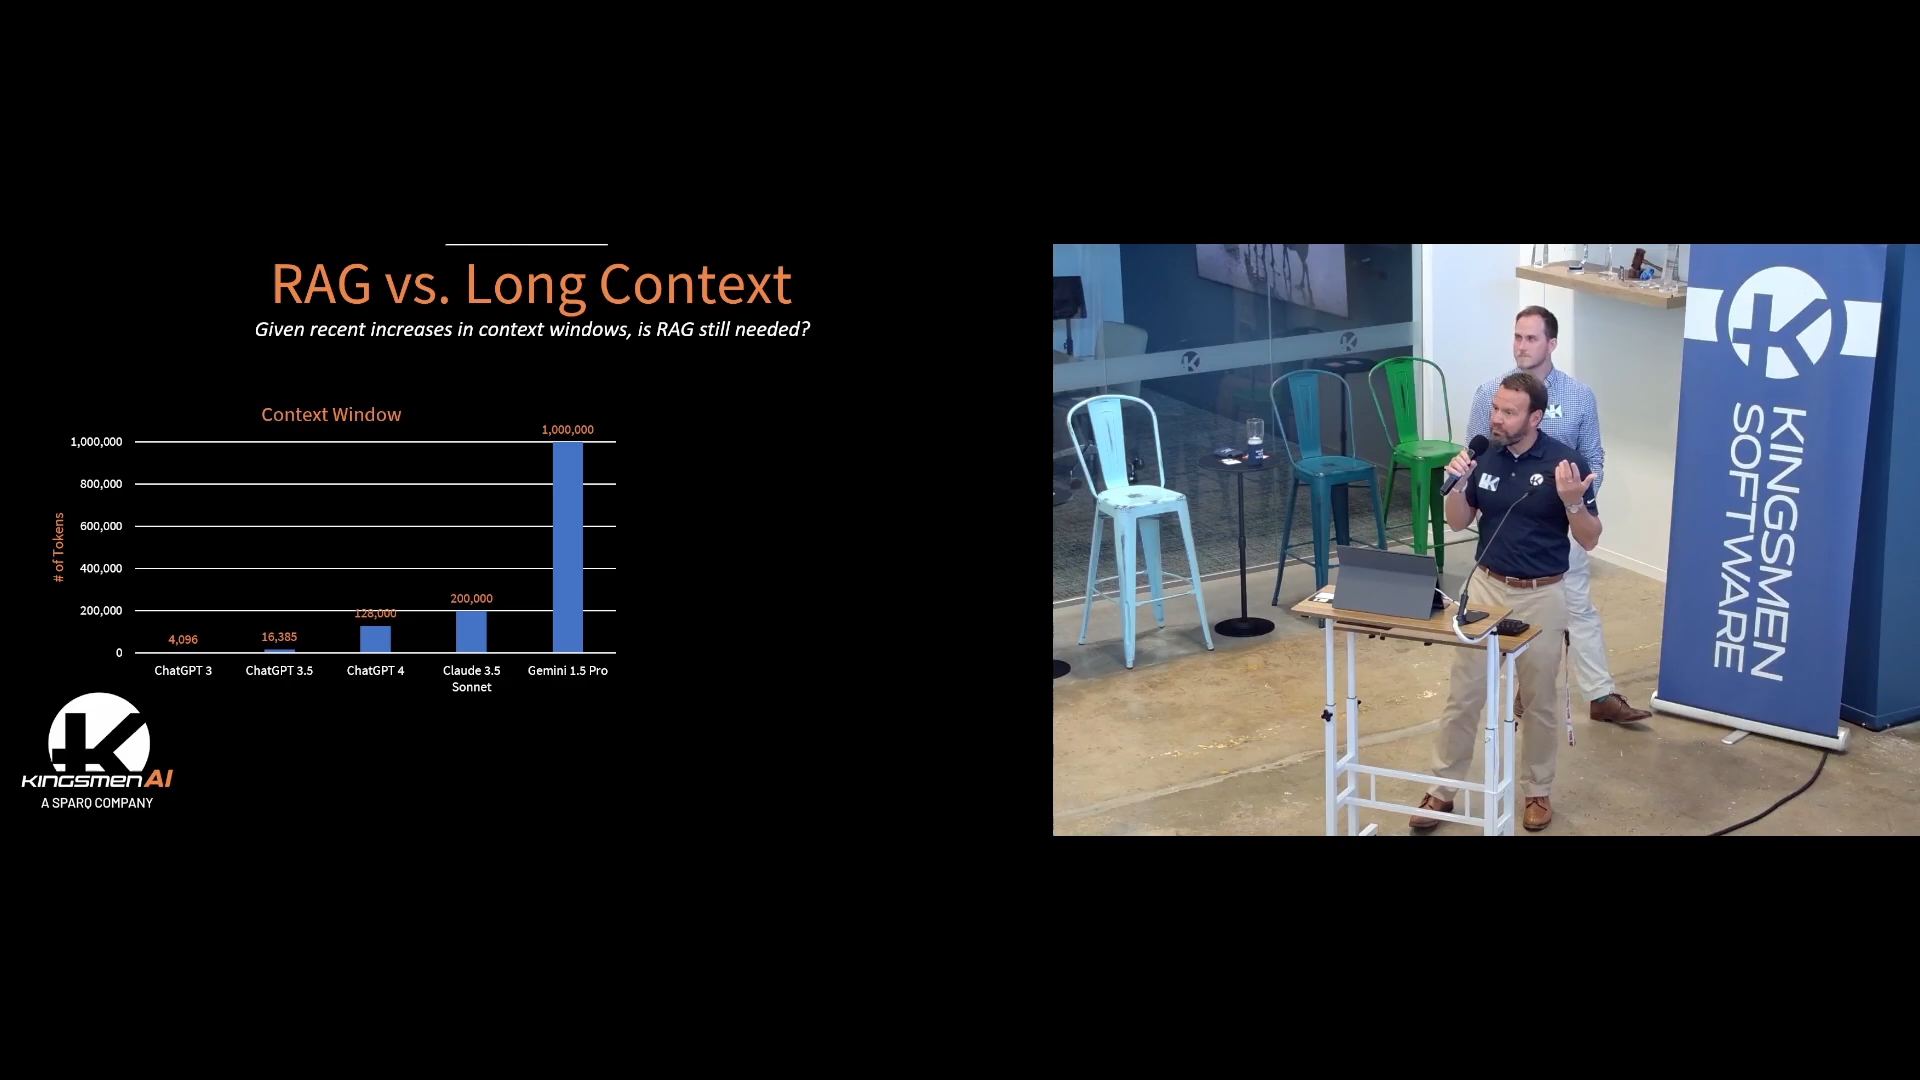 RAG vs. Long Context
Given recent increases in context windows, is RAG still needed?
Context Window
# of Tokens
1,000,000
800,000
600,000
400,000
200,000
0
4,096
16,385
128,000
200,000
1,000,000
ChatGPT 3
ChatGPT 3.5
ChatGPT 4
Claude 3.5
Sonnet
Gemini 1.5 Pro
K
KINGSMEN AI
A SPARQ COMPANY
K
KINGSMEN
SOFTWARE